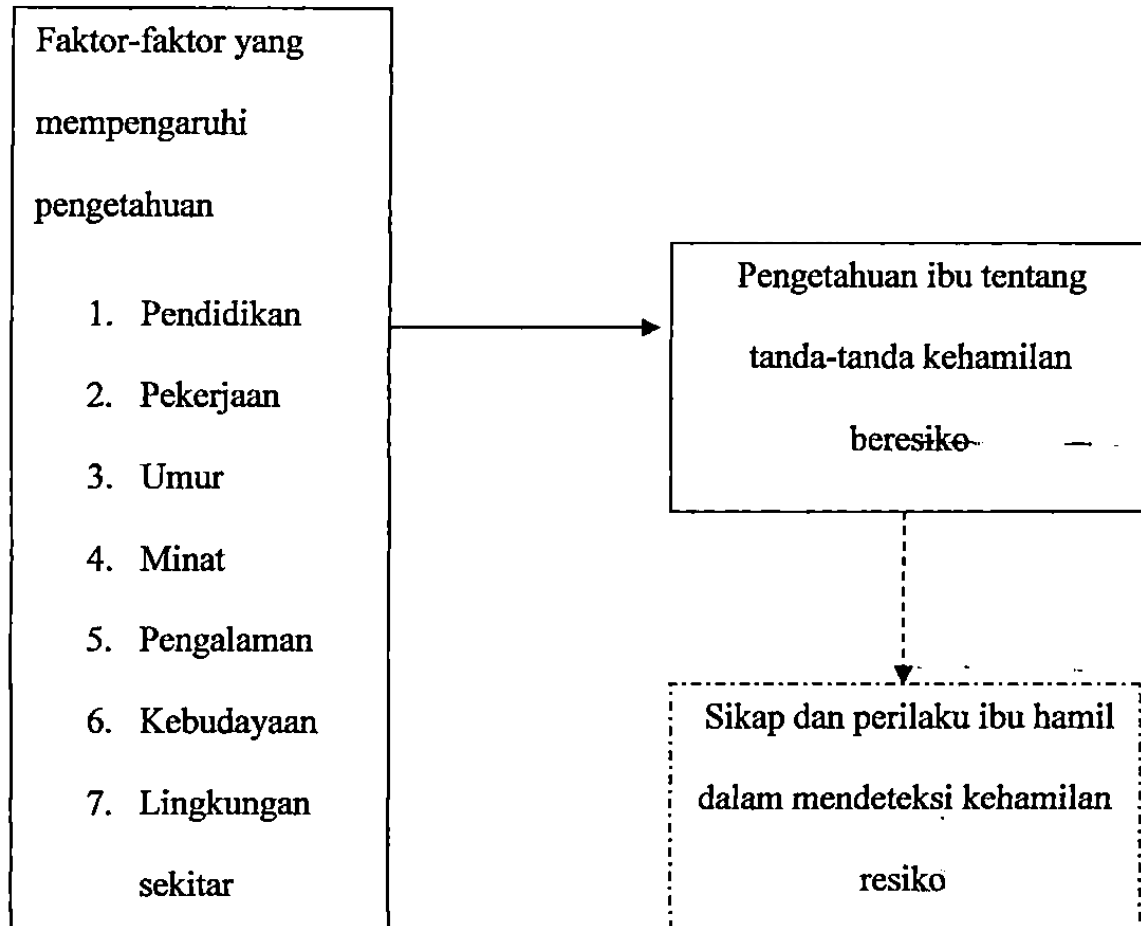 Faktor-faktor yang
mempengaruhi
pengetahuan
1. Pendidikan
2. Pekerjaan
3. Umur
4. Minat
5. Pengalaman
6. Kebudayaan
7. Lingkungan
sekitar
Pengetahuan ibu tentang
tanda-tanda kehamilan
beresiko
Sikap dan perilaku ibu hamil
dalam mendeteksi kehamilan
resiko